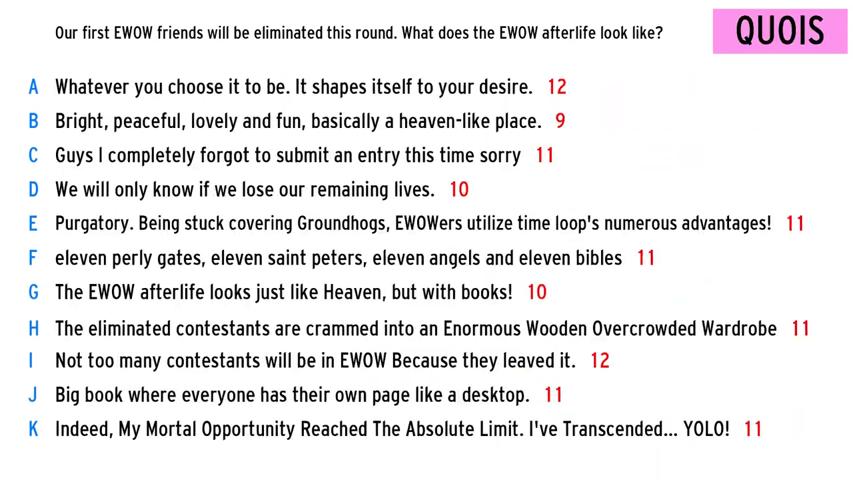 Our first EWOW friends will be eliminated this round. What does the EWOW afterlife look like?
QUOIS
A Whatever you choose it to be. It shapes itself to your desire. 12
B Bright, peaceful, lovely and fun, basically a heaven-like place. 9
C Guys I completely forgot to submit an entry this time sorry 11
D We will only know if we lose our remaining lives. 10
E Purgatory. Being stuck covering Groundhogs, EWOWers utilize time loop's numerous advantages! 11
F eleven perly gates, eleven saint peters, eleven angels and eleven bibles 11
G The EWOW afterlife looks just like Heaven, but with books! 10
H The eliminated contestants are crammed into an Enormous Wooden Overcrowded Wardrobe 11
I Not too many contestants will be in EWOW Because they leaved it. 12
J Big book where everyone has their own page like a desktop. 11
K Indeed, My Mortal Opportunity Reached The Absolute Limit. I've Transcended... YOLO! 11